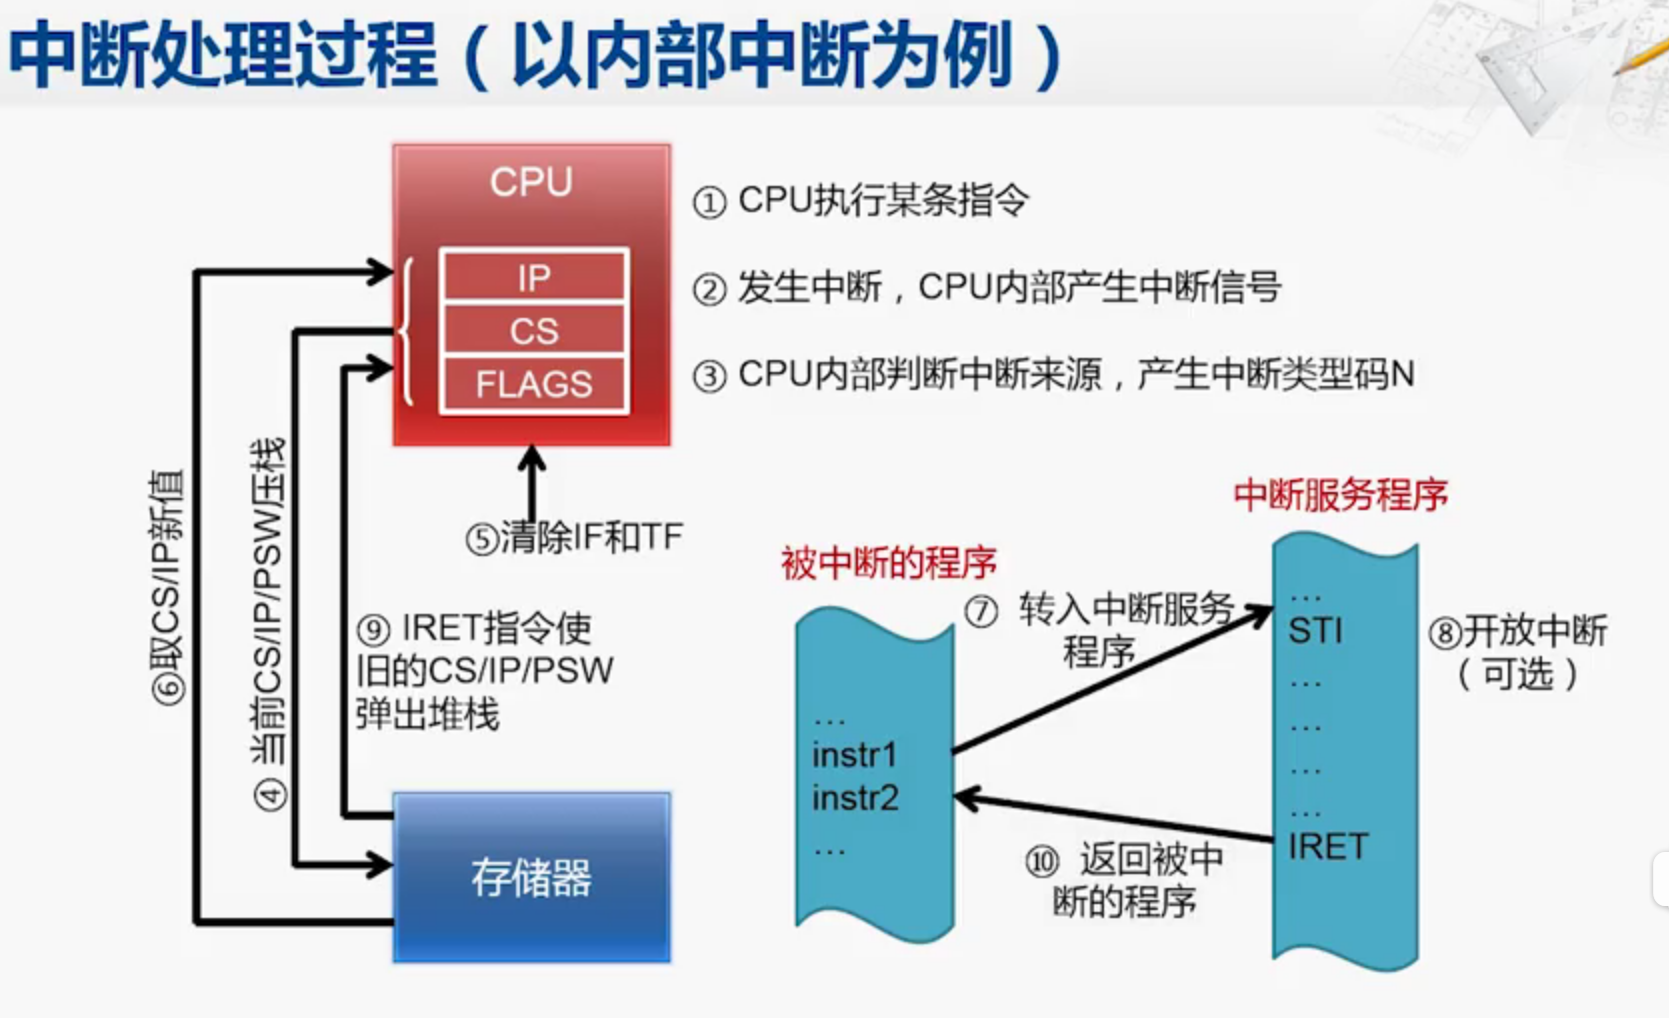 中断处理过程（以内部中断为例）
CPU
IP
CS
FLAGS
① CPU执行某条指令
② 发生中断，CPU内部产生中断信号
③ CPU内部判断中断来源，产生中断类型码N
④ 当前CS/IP/PSW压栈
⑤清除IF和TF
⑥取CS/IP新值
⑨ IRET指令使
旧的CS/IP/PSW
弹出堆栈
存储器
被中断的程序
...
instr1
instr2
...
⑦ 转入中断服务
程序
中断服务程序
...
STI
...
...
...
...
IRET
⑧开放中断
（可选）
⑩ 返回被中
断的程序